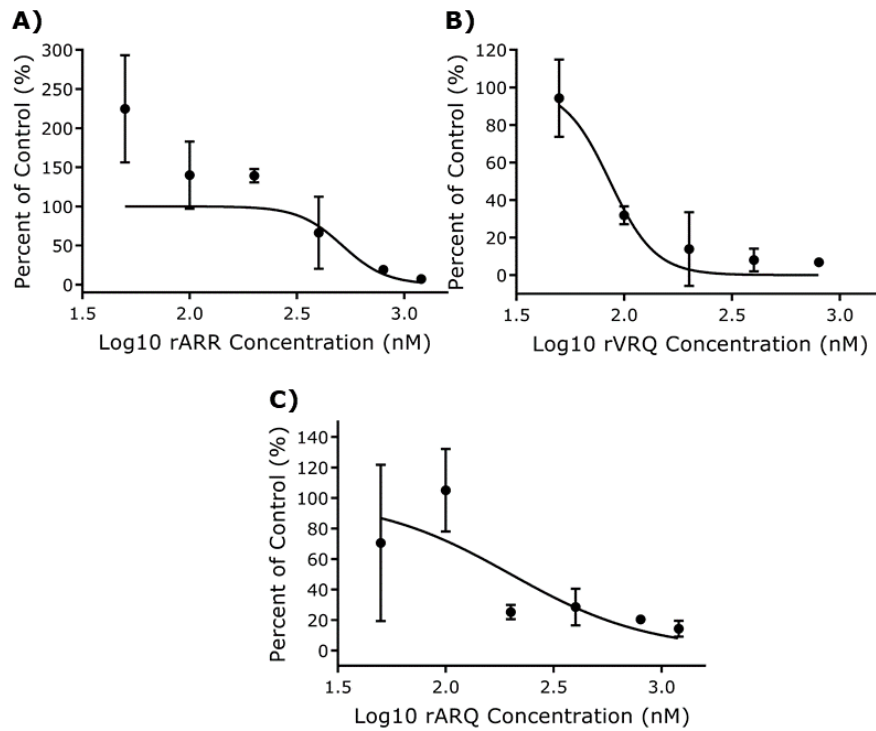 A)
Percent of Control (%)
300
250
200
150
100
50
0
1.5 2.0 2.5 3.0
Log10 rARR Concentration (nM)
B)
Percent of Control (%)
120
100
80
60
40
20
0
1.5 2.0 2.5 3.0
Log10 rVRQ Concentration (nM)
C)
Percent of Control (%)
140
120
100
80
60
40
20
0
1.5 2.0 2.5 3.0
Log10 rARQ Concentration (nM)